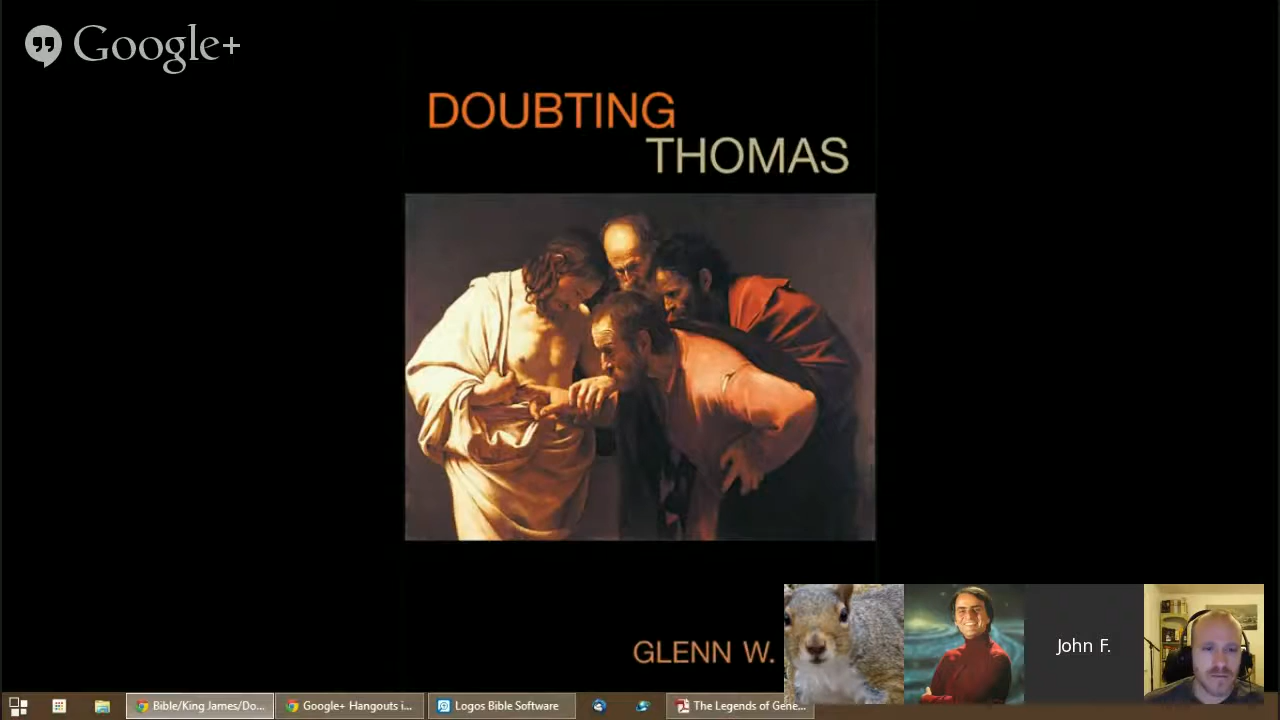 Google+
DOUBTING
THOMAS
GLENN W.
John F.
Bible/King James/Do...
Google+ Hangouts i...
Logos Bible Software
The Legends of Gene...